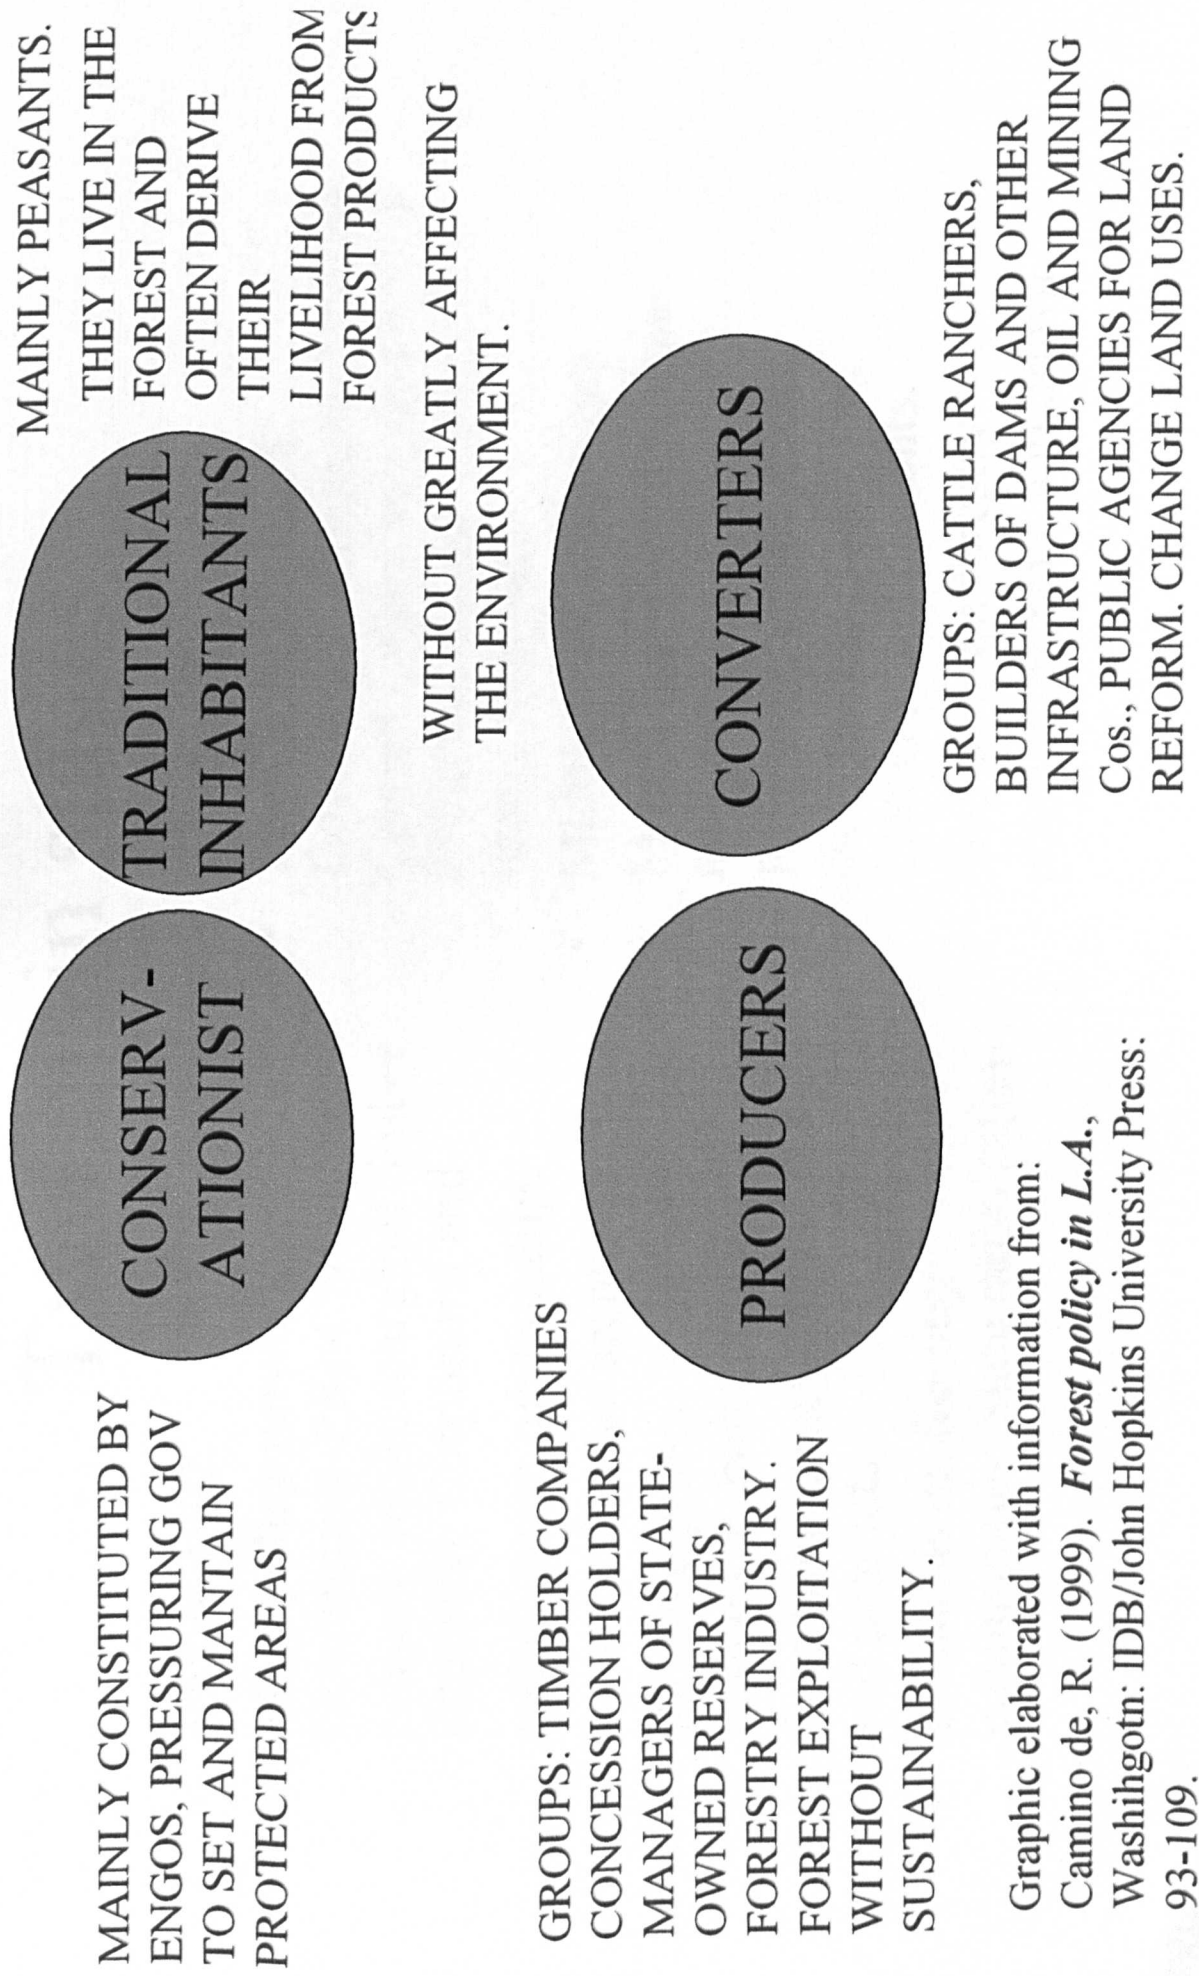 MAINLY CONSTITUTED BY
ENGOS, PRESSURING GOV
TO SET AND MANTAIN
PROTECTED AREAS
CONSERV-
ATIONIST
TRADITIONAL
INHABITANTS
MAINLY PEASANTS.
THEY LIVE IN THE
FOREST AND
OFTEN DERIVE
THEIR
LIVELIHOOD FROM
FOREST PRODUCTS
WITHOUT GREATLY AFFECTING
THE ENVIRONMENT.
GROUPS: TIMBER COMPANIES
CONCESSION HOLDERS,
MANAGERS OF STATE-
OWNED RESERVES,
FORESTRY INDUSTRY.
FOREST EXPLOITATION
WITHOUT
SUSTAINABILITY.
PRODUCERS
CONVERTERS
GROUPS: CATTLE RANCHERS,
BUILDERS OF DAMS AND OTHER
INFRASTRUCTURE, OIL AND MINING
Cos., PUBLIC AGENCIES FOR LAND
REFORM. CHANGE LAND USES.
Graphic elaborated with information from:
Camino de, R. (1999). Forest policy in L.A.,
Washihgotn: IDB/John Hopkins University Press:
93-109.